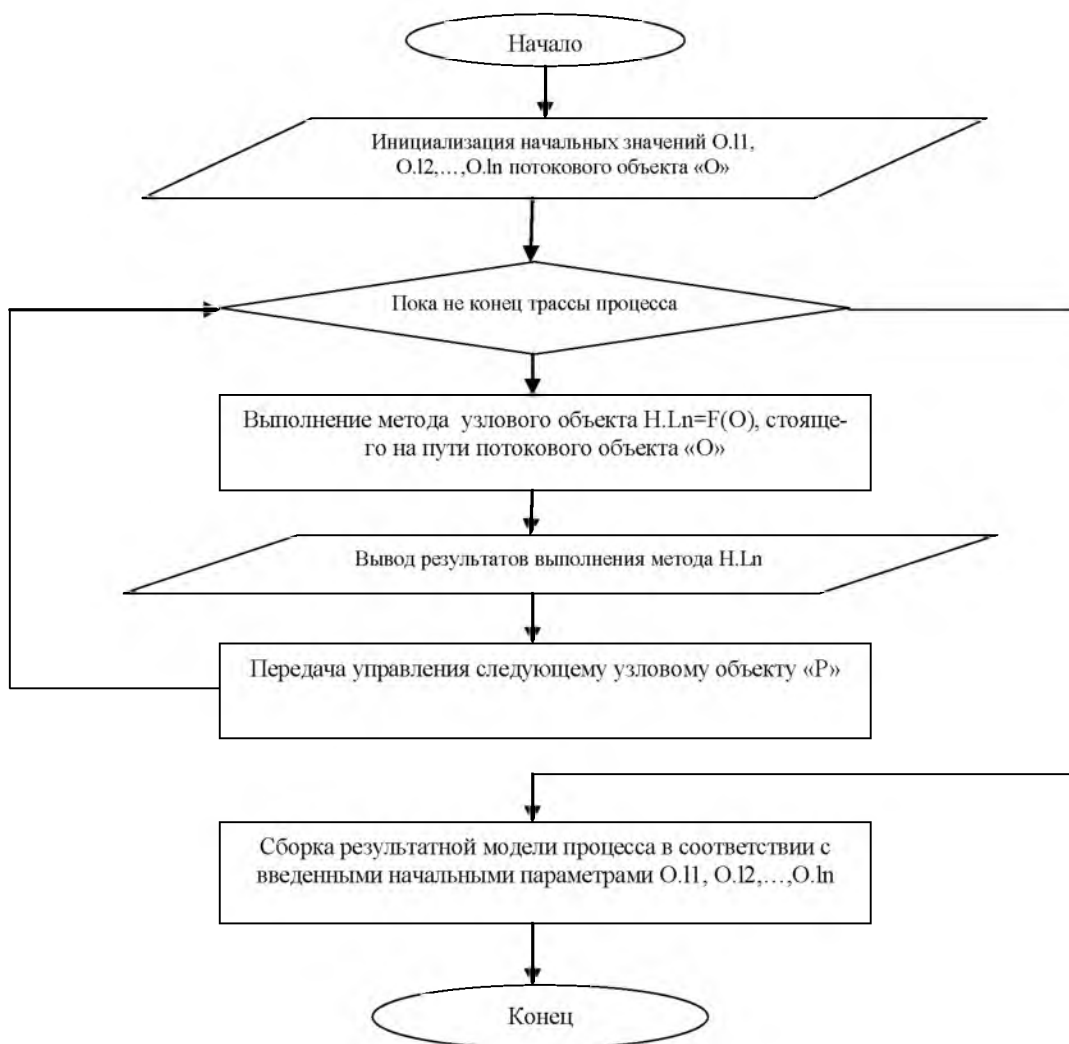 Начало
Инициализация начальных значений O.l1,
O.l2,…,O.ln потокового объекта «O»
Пока не конец трассы процесса
Выполнение метода узлового объекта H.Ln=F(O), стояще-
го на пути потокового объекта «O»
Вывод результатов выполнения метода H.Ln
Передача управления следующему узловому объекту «P»
Сборка результатной модели процесса в соответствии с
введенными начальными параметрами O.l1, O.l2,…,O.ln
Конец